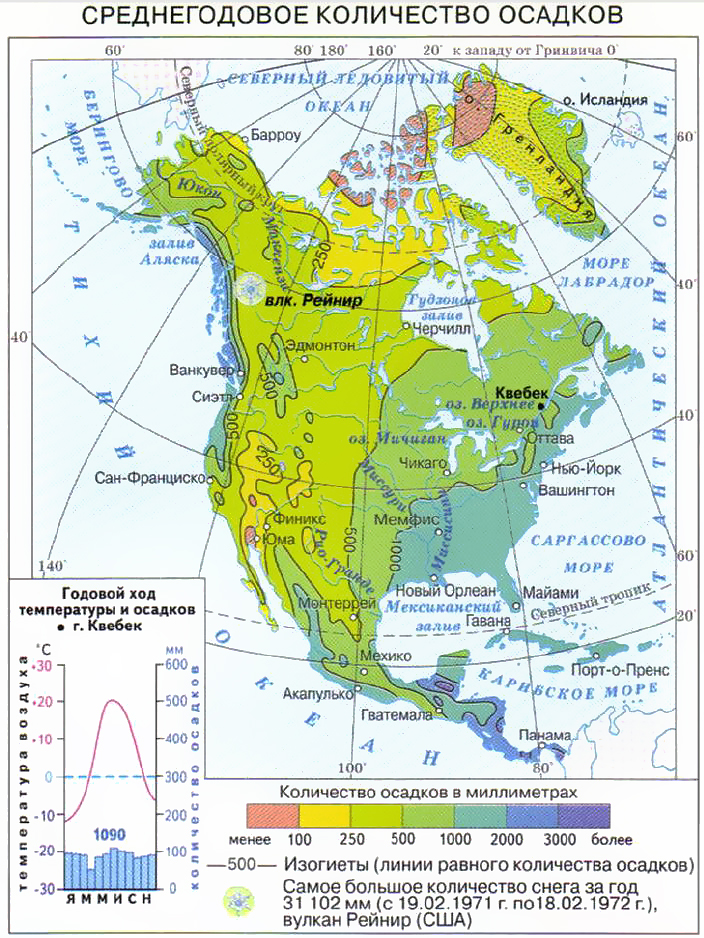 СРЕДНЕГОДОВОЕ КОЛИЧЕСТВО ОСАДКОВ
60° 80° 180° 160° 20° к западу от Гринвича 0°
СЕВЕРНЫЙ ЛЕДОВИТЫЙ
ОКЕАН
Северный полярный круг
о. Исландия
о. Гренландия
БЕРИНГОВО
МОРЕ
Барроу
60°
Юкон
Маккензи
залив
Аляска
250
МОРЕ
ЛАБРАДОР
40°
влк. Рейнир
Гудзонов
залив
Черчилл
40°
Эдмонтон
Ванкувер
500
Сиэтл
Квебек
оз. Верхнее
оз. Гурон
40°
500
оз. Мичиган
Оттава
250
Чикаго
Нью-Йорк
Сан-Франциско
Миссури
Вашингтон
Миссисипи
Финикс
Мемфис
Юма
500
1000
САРГАССОВО
МОРЕ
60°
Рио-Гранде
140°
Новый Орлеан
Майами
Северный тропик
Монтеррей
Мексиканский
залив
Гавана
20°
Мехико
Порт-о-Пренс
КАРИБСКОЕ МОРЕ
Акапулько
Гватемала
Панама
100°
80°
ТИХИЙ
ОКЕАН
АТЛАНТИЧЕСКИЙ ОКЕАН
Годовой ход
температуры и осадков
• г. Квебек
°C
мм
+30 600
+20 500
+10 400
0 300
-10 200
-20 100
-30 0
1090
температура воздуха
количество осадков
Я М М И С Н
Количество осадков в миллиметрах
менее 100 250 500 1000 2000 3000 более
—500— Изогиеты (линии равного количества осадков)
Самое большое количество снега за год
31 102 мм (с 19.02.1971 г. по18.02.1972 г.),
вулкан Рейнир (США)